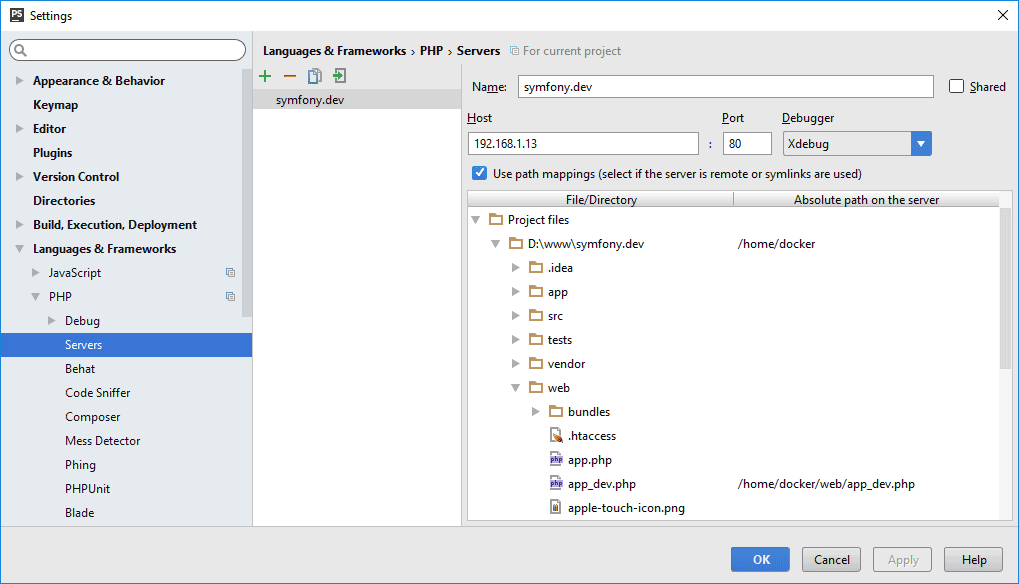 PS Settings
Languages & Frameworks › PHP › Servers For current project
Appearance & Behavior
Keymap
Editor
Plugins
Version Control
Directories
Build, Execution, Deployment
Languages & Frameworks
JavaScript
PHP
Debug
Servers
Behat
Code Sniffer
Composer
Mess Detector
Phing
PHPUnit
Blade
symfony.dev
Name: symfony.dev Shared
Host Port Debugger
192.168.1.13 : 80 Xdebug
Use path mappings (select if the server is remote or symlinks are used)
File/Directory Absolute path on the server
Project files
D:\www\symfony.dev /home/docker
.idea
app
src
tests
vendor
web
bundles
.htaccess
php app.php
php app_dev.php /home/docker/web/app_dev.php
apple-touch-icon.png
OK Cancel Apply Help